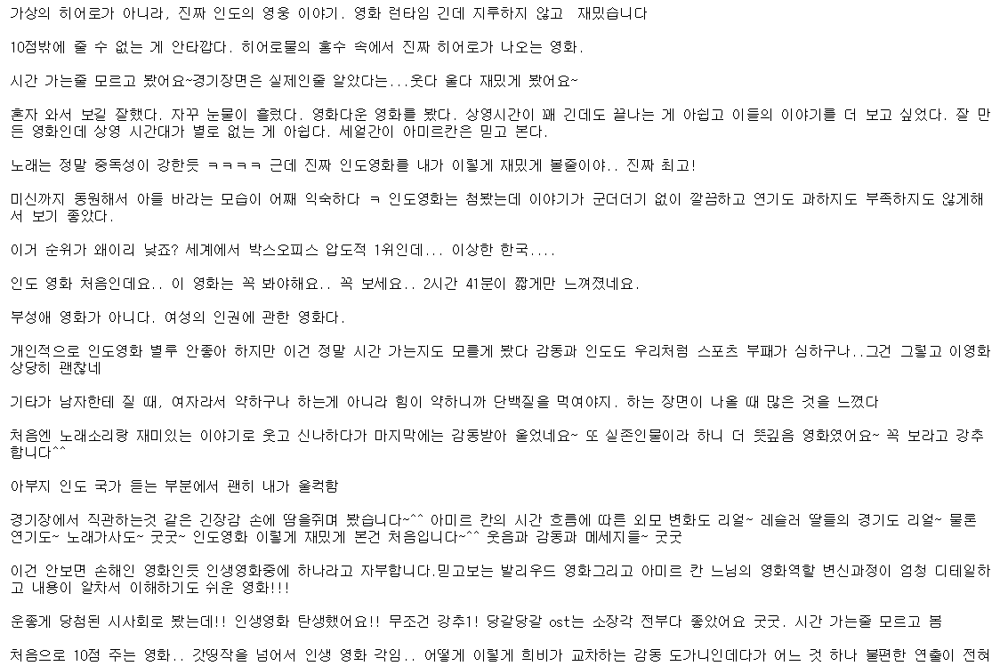 가상의 히어로가 아니라, 진짜 인도의 영웅 이야기. 영화 런타임 긴데 지루하지 않고  재밌습니다
10점밖에 줄 수 없는 게 안타깝다. 히어로물의 홍수 속에서 진짜 히어로가 나오는 영화.
시간 가는줄 모르고 봤어요~경기장면은 실제인줄 알았다는...웃다 울다 재밌게 봤어요~
혼자 와서 보길 잘했다. 자꾸 눈물이 흘렀다. 영화다운 영화를 봤다. 상영시간이 꽤 긴데도 끝나는 게 아쉽고 이들의 이야기를 더 보고 싶었다. 잘 만
든 영화인데 상영 시간대가 별로 없는 게 아쉽다. 세얼간이 아미르칸은 믿고 본다.
노래는 정말 중독성이 강한듯 ㅋㅋㅋㅋ 근데 진짜 인도영화를 내가 이렇게 재밌게 볼줄이야.. 진짜 최고!
미신까지 동원해서 아들 바라는 모습이 어째 익숙하다 ㅋ 인도영화는 첨봤는데 이야기가 군더더기 없이 깔끔하고 연기도 과하지도 부족하지도 않게해
서 보기 좋았다.
이거 순위가 왜이리 낮죠? 세계에서 박스오피스 압도적 1위인데... 이상한 한국....
인도 영화 처음인데요.. 이 영화는 꼭 봐야해요.. 꼭 보세요.. 2시간 41분이 짧게만 느껴졌네요.
부성애 영화가 아니다. 여성의 인권에 관한 영화다.
개인적으로 인도영화 별루 안좋아 하지만 이건 정말 시간 가는지도 모를게 봤다 감동과 인도도 우리처럼 스포츠 부패가 심하구나..그건 그렇고 이영화
상당히 괜찮네
기타가 남자한테 질 때, 여자라서 약하구나 하는게 아니라 힘이 약하니까 단백질을 먹여야지. 하는 장면이 나올 때 많은 것을 느꼈다
처음엔 노래소리랑 재미있는 이야기로 웃고 신나하다가 마지막에는 감동받아 울었네요~ 또 실존인물이라 하니 더 뜻깊음 영화였어요~ 꼭 보라고 강추
합니다^^
아부지 인도 국가 듣는 부분에서 괜히 내가 울컥함
경기장에서 직관하는것 같은 긴장감 손에 땀을쥐며 봤습니다~^^ 아미르 칸의 시간 흐름에 따른 외모 변화도 리얼~ 레슬러 딸들의 경기도 리얼~ 물론
연기도~ 노래가사도~ 굿굿~ 인도영화 이렇게 재밌게 본건 처음입니다~^^ 웃음과 감동과 메세지들~ 굿굿
이건 안보면 손해인 영화인듯 인생영화중에 하나라고 자부합니다.믿고보는 발리우드 영화그리고 아미르 칸 느님의 영화역할 변신과정이 엄청 디테일하
고 내용이 알차서 이해하기도 쉬운 영화!!!
운좋게 당첨된 시사회로 봤는데!! 인생영화 탄생했어요!! 무조건 강추1! 당갈당갈 ost는 소장각 전부다 좋았어요 굿굿. 시간 가는줄 모르고 봄
처음으로 10점 주는 영화.. 갓띵작을 넘어서 인생 영화 각임.. 어떻게 이렇게 희비가 교차하는 감동 도가니인데다가 어느 것 하나 불편한 연출이 전혀